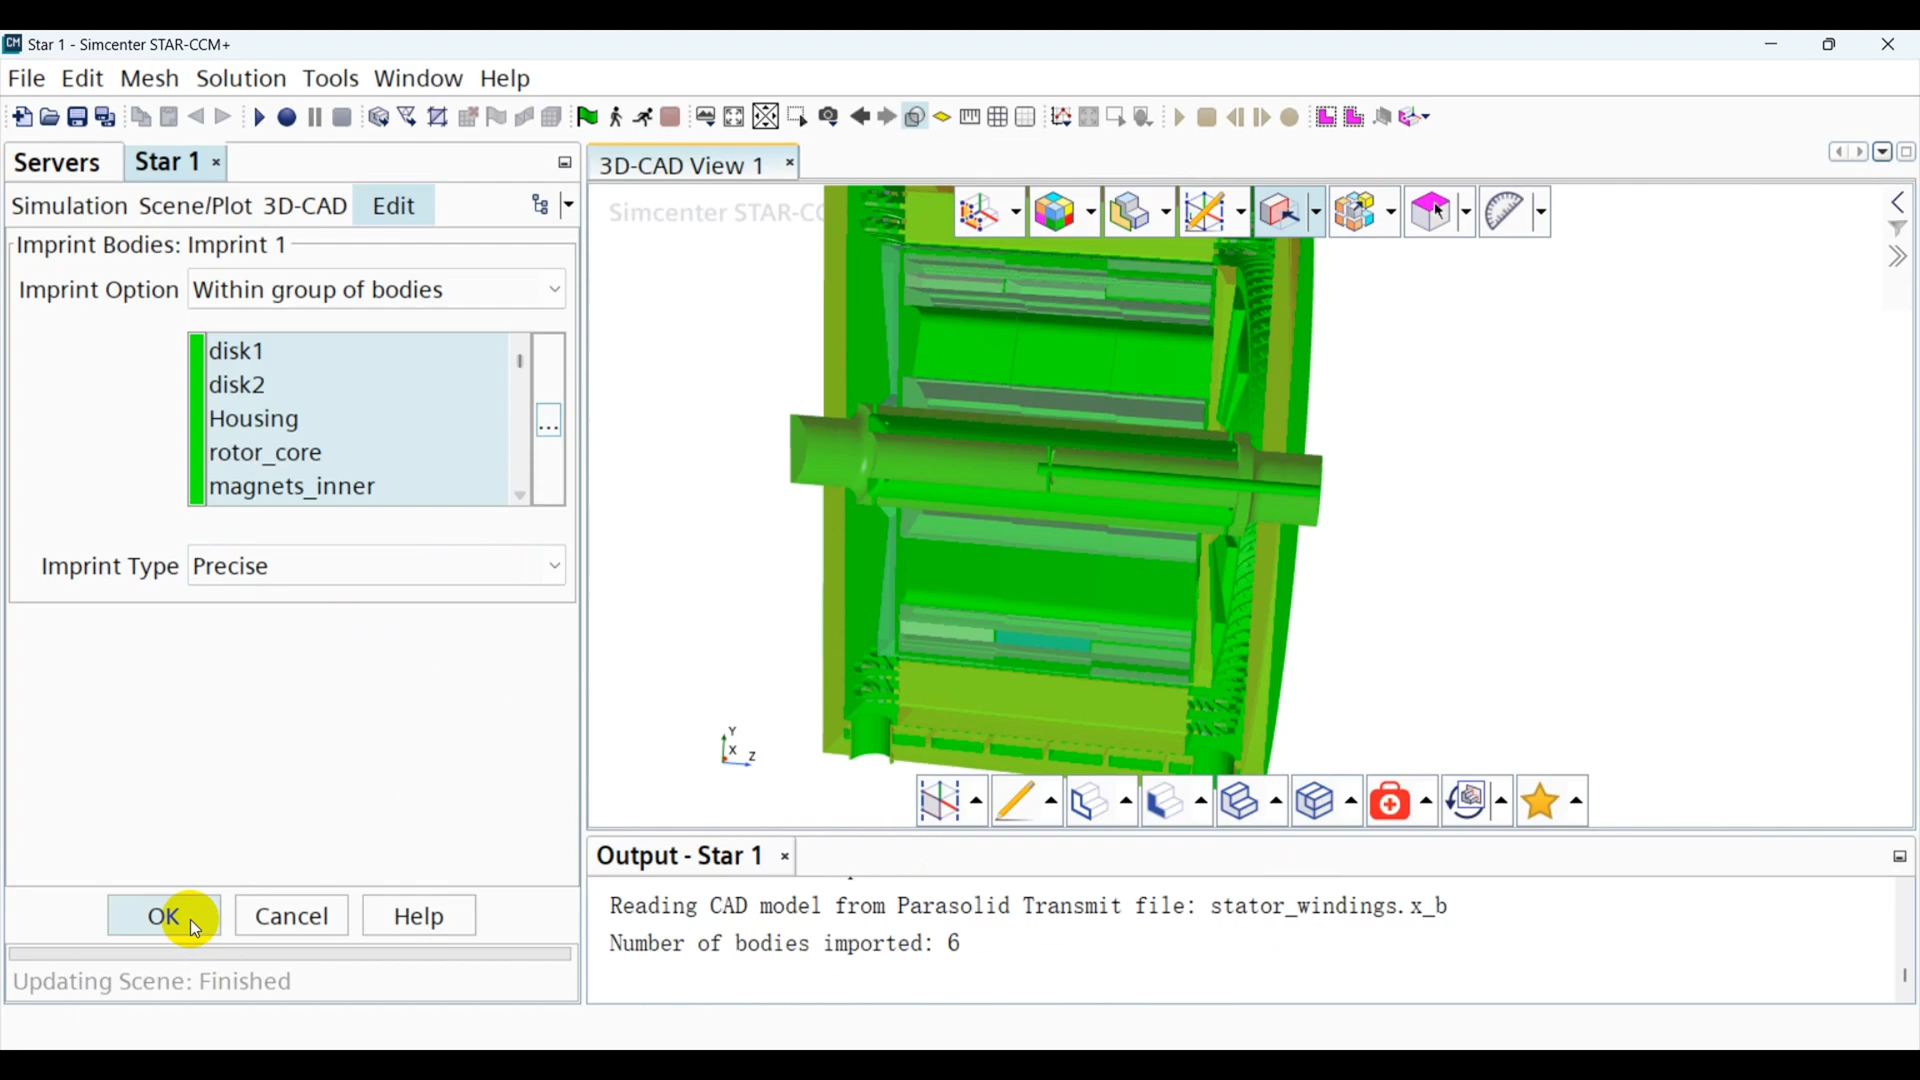 Star 1 - Simcenter STAR-CCM+
File Edit Mesh Solution Tools Window Help
Servers Star 1 ×
3D-CAD View 1 ×
Simulation Scene/Plot 3D-CAD Edit
Simcenter STAR-CC
Imprint Bodies: Imprint 1
Imprint Option Within group of bodies
disk1
disk2
Housing
rotor_core
magnets_inner
...
Imprint Type Precise
Y
X Z
OK Cancel Help
Updating Scene: Finished
Output - Star 1 ×
Reading CAD model from Parasolid Transmit file: stator_windings.x_b
Number of bodies imported: 6